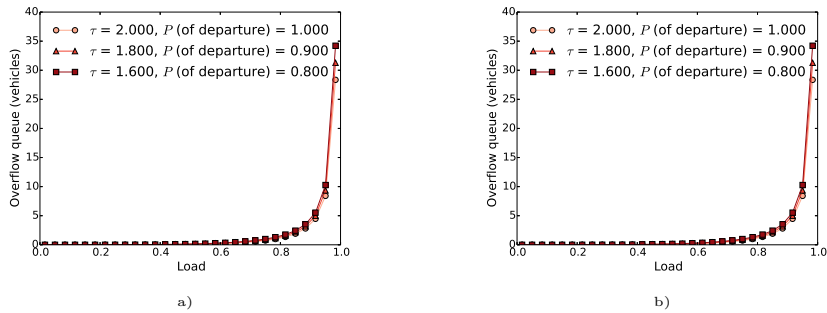 40
35
30
25
20
15
10
5
0
Overflow queue (vehicles)
τ = 2.000, P (of departure) = 1.000
τ = 1.800, P (of departure) = 0.900
τ = 1.600, P (of departure) = 0.800
0.0 0.2 0.4 0.6 0.8 1.0
Load
a)
40
35
30
25
20
15
10
5
0
Overflow queue (vehicles)
τ = 2.000, P (of departure) = 1.000
τ = 1.800, P (of departure) = 0.900
τ = 1.600, P (of departure) = 0.800
0.0 0.2 0.4 0.6 0.8 1.0
Load
b)